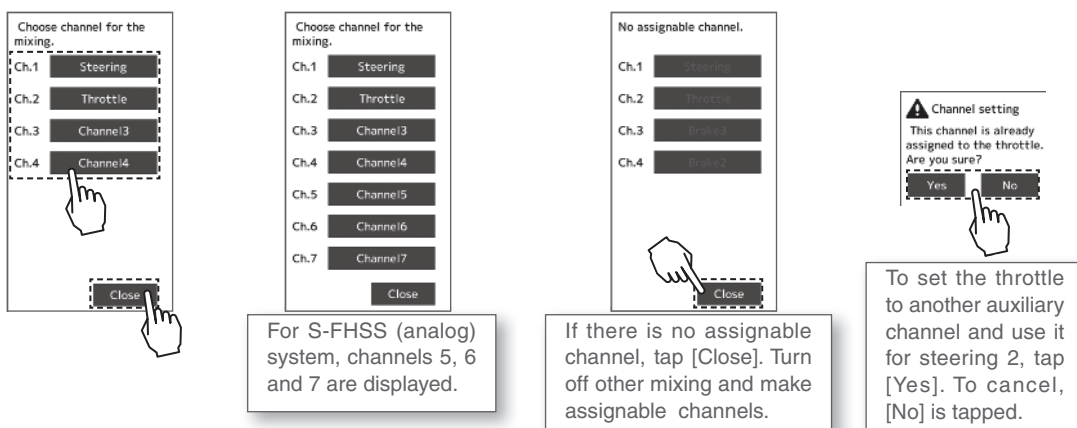 Choose channel for the
mixing.
Ch.1 Steering
Ch.2 Throttle
Ch.3 Channel3
Ch.4 Channel4
Close
Choose channel for the
mixing.
Ch.1 Steering
Ch.2 Throttle
Ch.3 Channel3
Ch.4 Channel4
Ch.5 Channel5
Ch.6 Channel6
Ch.7 Channel7
Close
For S-FHSS (analog)
system, channels 5, 6
and 7 are displayed.
No assignable channel.
Ch.1 Steering
Ch.2 Throttle
Ch.3 Brake3
Ch.4 Brake2
Close
If there is no assignable
channel, tap [Close]. Turn
off other mixing and make
assignable channels.
Channel setting
This channel is already
assigned to the throttle.
Are you sure?
Yes No
To set the throttle
to another auxiliary
channel and use it
for steering 2, tap
[Yes]. To cancel,
[No] is tapped.